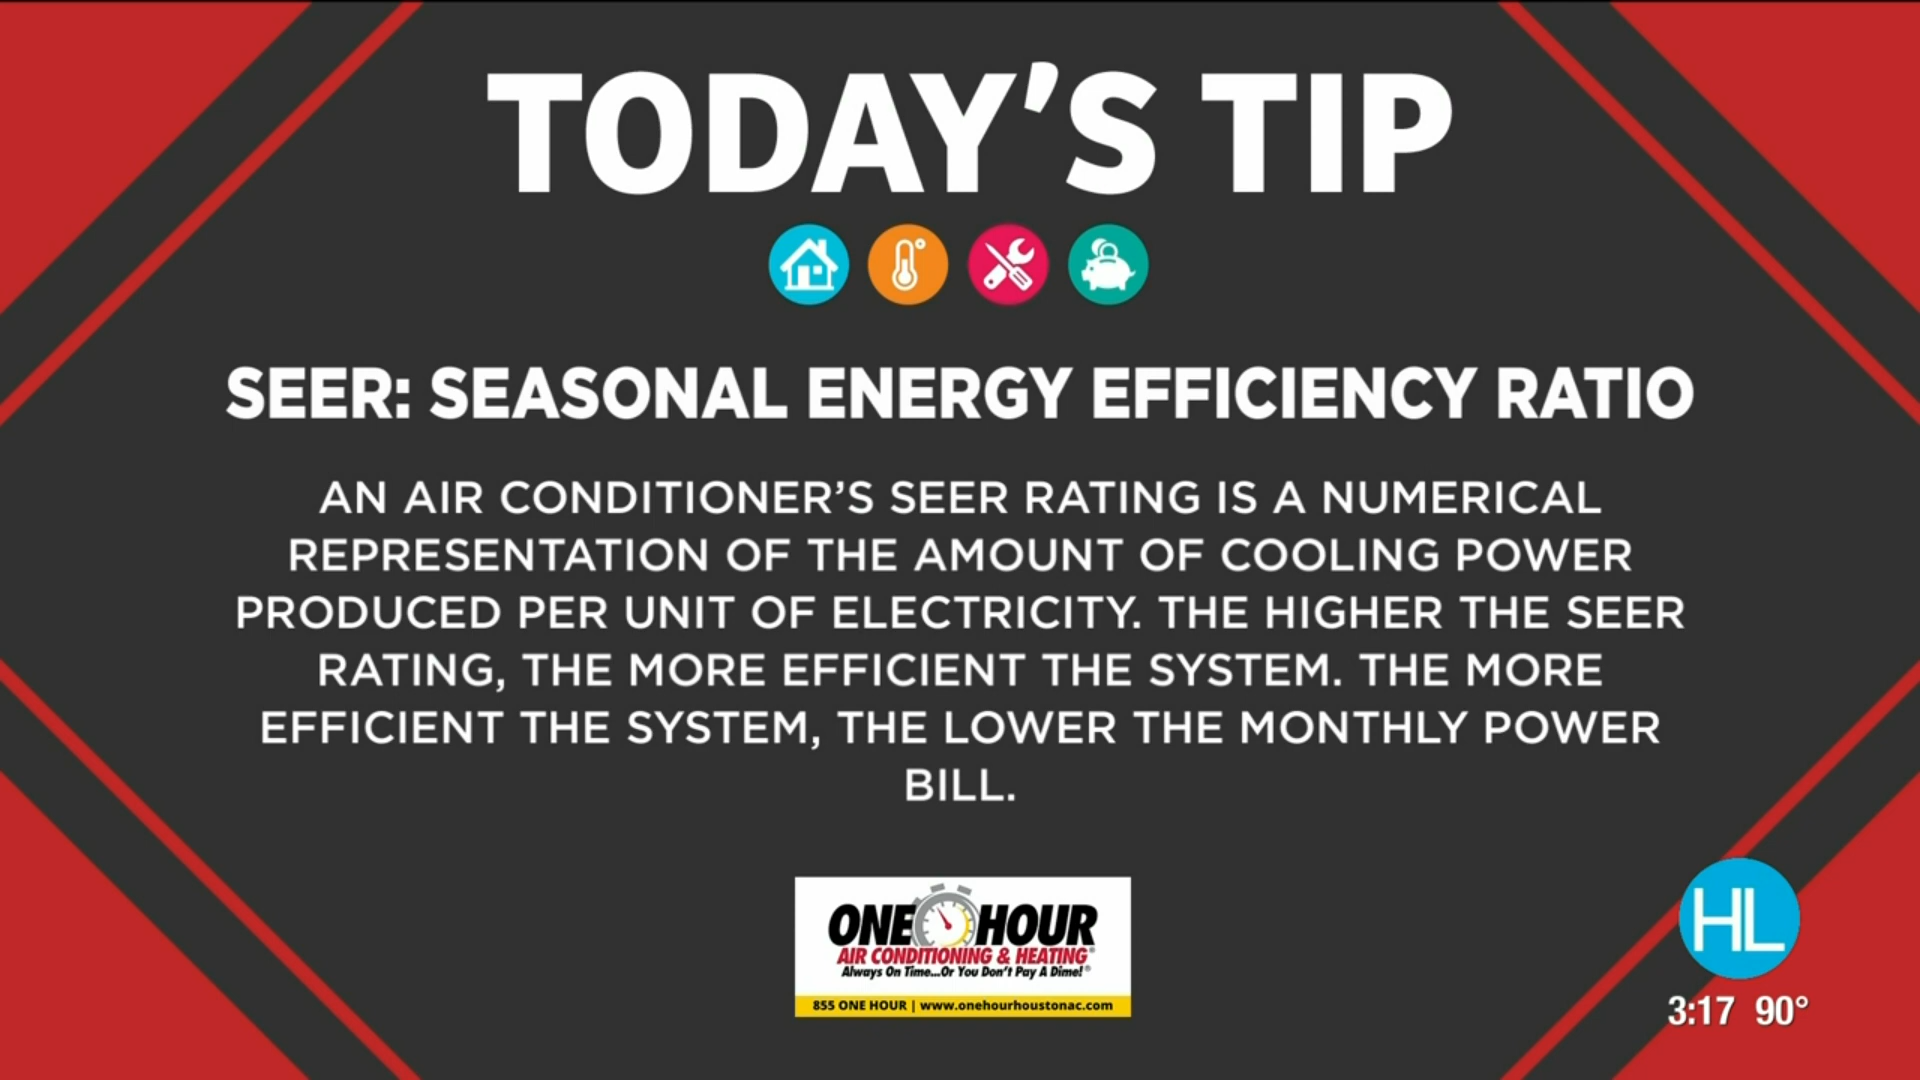 TODAY'S TIP
SEER: SEASONAL ENERGY EFFICIENCY RATIO
AN AIR CONDITIONER'S SEER RATING IS A NUMERICAL
REPRESENTATION OF THE AMOUNT OF COOLING POWER
PRODUCED PER UNIT OF ELECTRICITY. THE HIGHER THE SEER
RATING, THE MORE EFFICIENT THE SYSTEM. THE MORE
EFFICIENT THE SYSTEM, THE LOWER THE MONTHLY POWER
BILL.
ONE HOUR
AIR CONDITIONING & HEATING®
Always On Time...Or You Don't Pay A Dime!®
855 ONE HOUR | www.onehourhoustonac.com
HL
3:17 90°